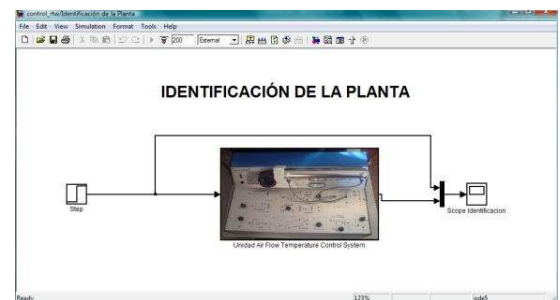 control_rtw/Identificación de la Planta
File Edit View Simulation Format Tools Help
200 External
IDENTIFICACIÓN DE LA PLANTA
Step
Unidad Air Flow Temperature Control System
Scope Identificacion
Ready 123% ode5